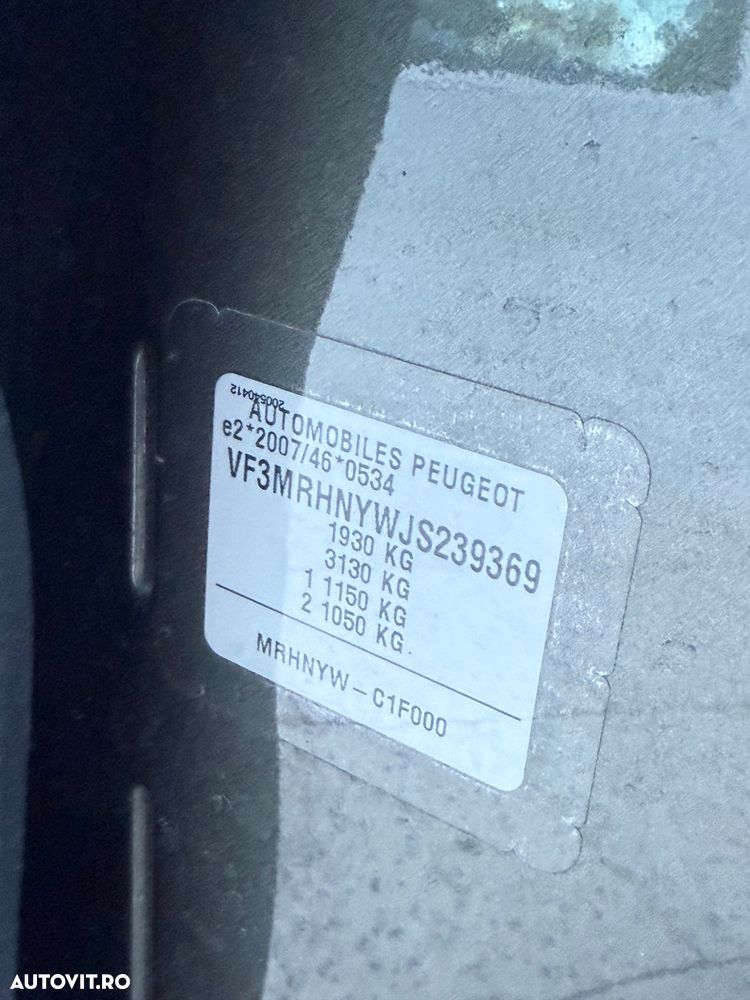 200540412
AUTOMOBILES PEUGEOT
e2*2007/46*0534
VF3MRHNYWJS239369
1930 KG
3130 KG
1 1150 KG
2 1050 KG
MRHNYW-C1F000
AUTOVIT.RO